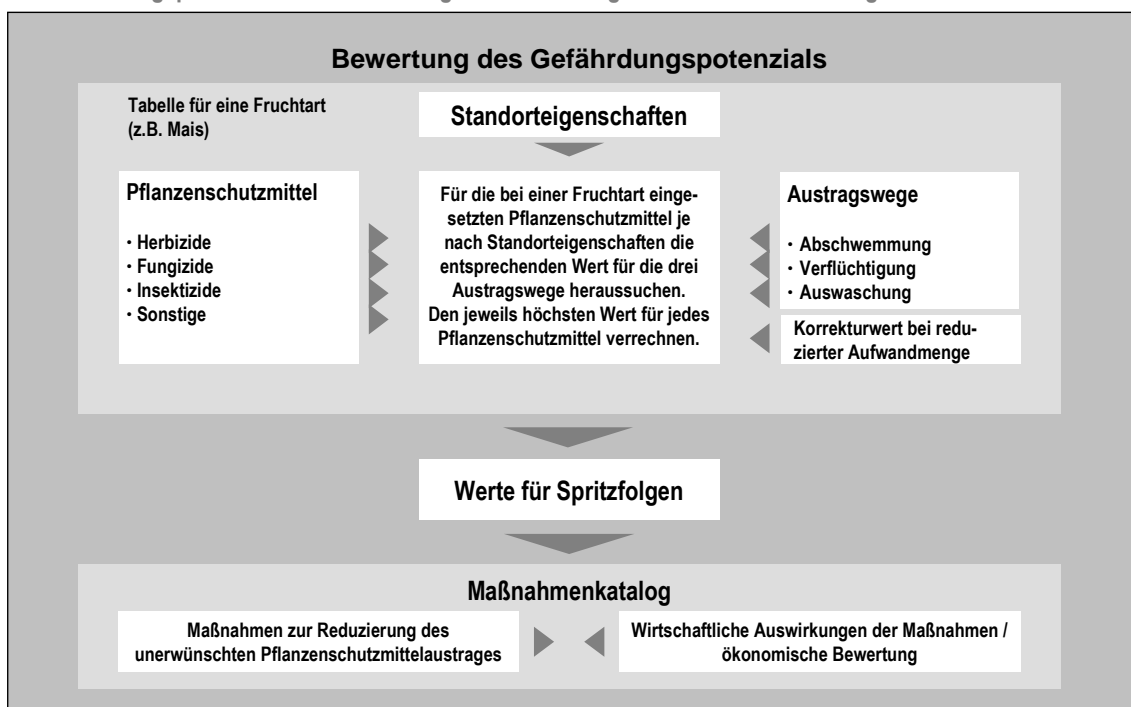 Bewertung des Gefährdungspotenzials
Tabelle für eine Fruchtart
(z.B. Mais)
Standorteigenschaften
Pflanzenschutzmittel
• Herbizide
• Fungizide
• Insektizide
• Sonstige
Für die bei einer Fruchtart einge-
setzten Pflanzenschutzmittel je
nach Standorteigenschaften die
entsprechenden Wert für die drei
Austragswege heraussuchen.
Den jeweils höchsten Wert für jedes
Pflanzenschutzmittel verrechnen.
Austragswege
• Abschwemmung
• Verflüchtigung
• Auswaschung
Korrekturwert bei redu-
zierter Aufwandmenge
Werte für Spritzfolgen
Maßnahmenkatalog
Maßnahmen zur Reduzierung des
unerwünschten Pflanzenschutzmittelaustrages
Wirtschaftliche Auswirkungen der Maßnahmen /
ökonomische Bewertung